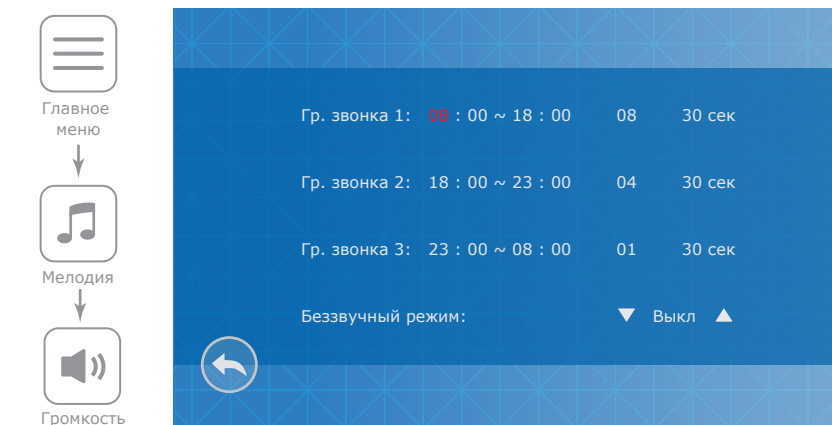 Главное
меню
Мелодия
Громкость
Гр. звонка 1: 08 : 00 ~ 18 : 00 08 30 сек
Гр. звонка 2: 18 : 00 ~ 23 : 00 04 30 сек
Гр. звонка 3: 23 : 00 ~ 08 : 00 01 30 сек
Беззвучный режим: Выкл